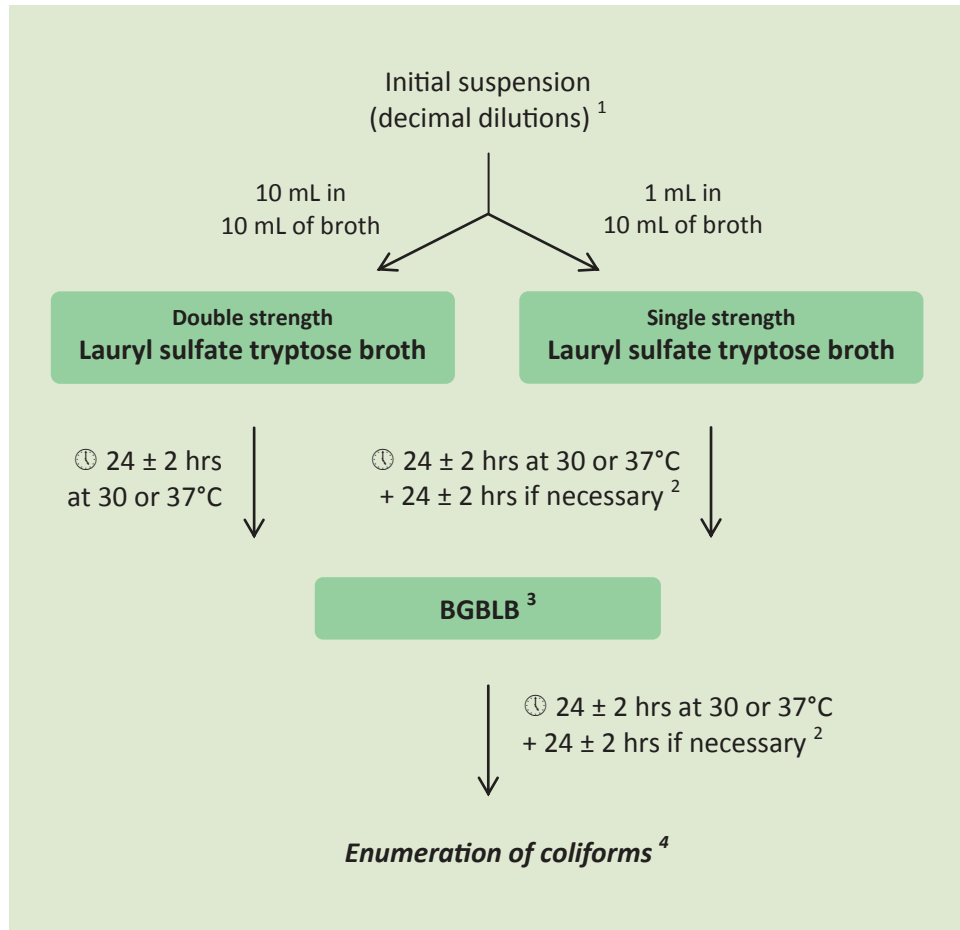 Initial suspension
(decimal dilutions) ¹
10 mL in
10 mL of broth
1 mL in
10 mL of broth
Double strength
Lauryl sulfate tryptose broth
Single strength
Lauryl sulfate tryptose broth
24 ± 2 hrs
at 30 or 37°C
24 ± 2 hrs at 30 or 37°C
+ 24 ± 2 hrs if necessary ²
BGBLB ³
24 ± 2 hrs at 30 or 37°C
+ 24 ± 2 hrs if necessary ²
Enumeration of coliforms ⁴